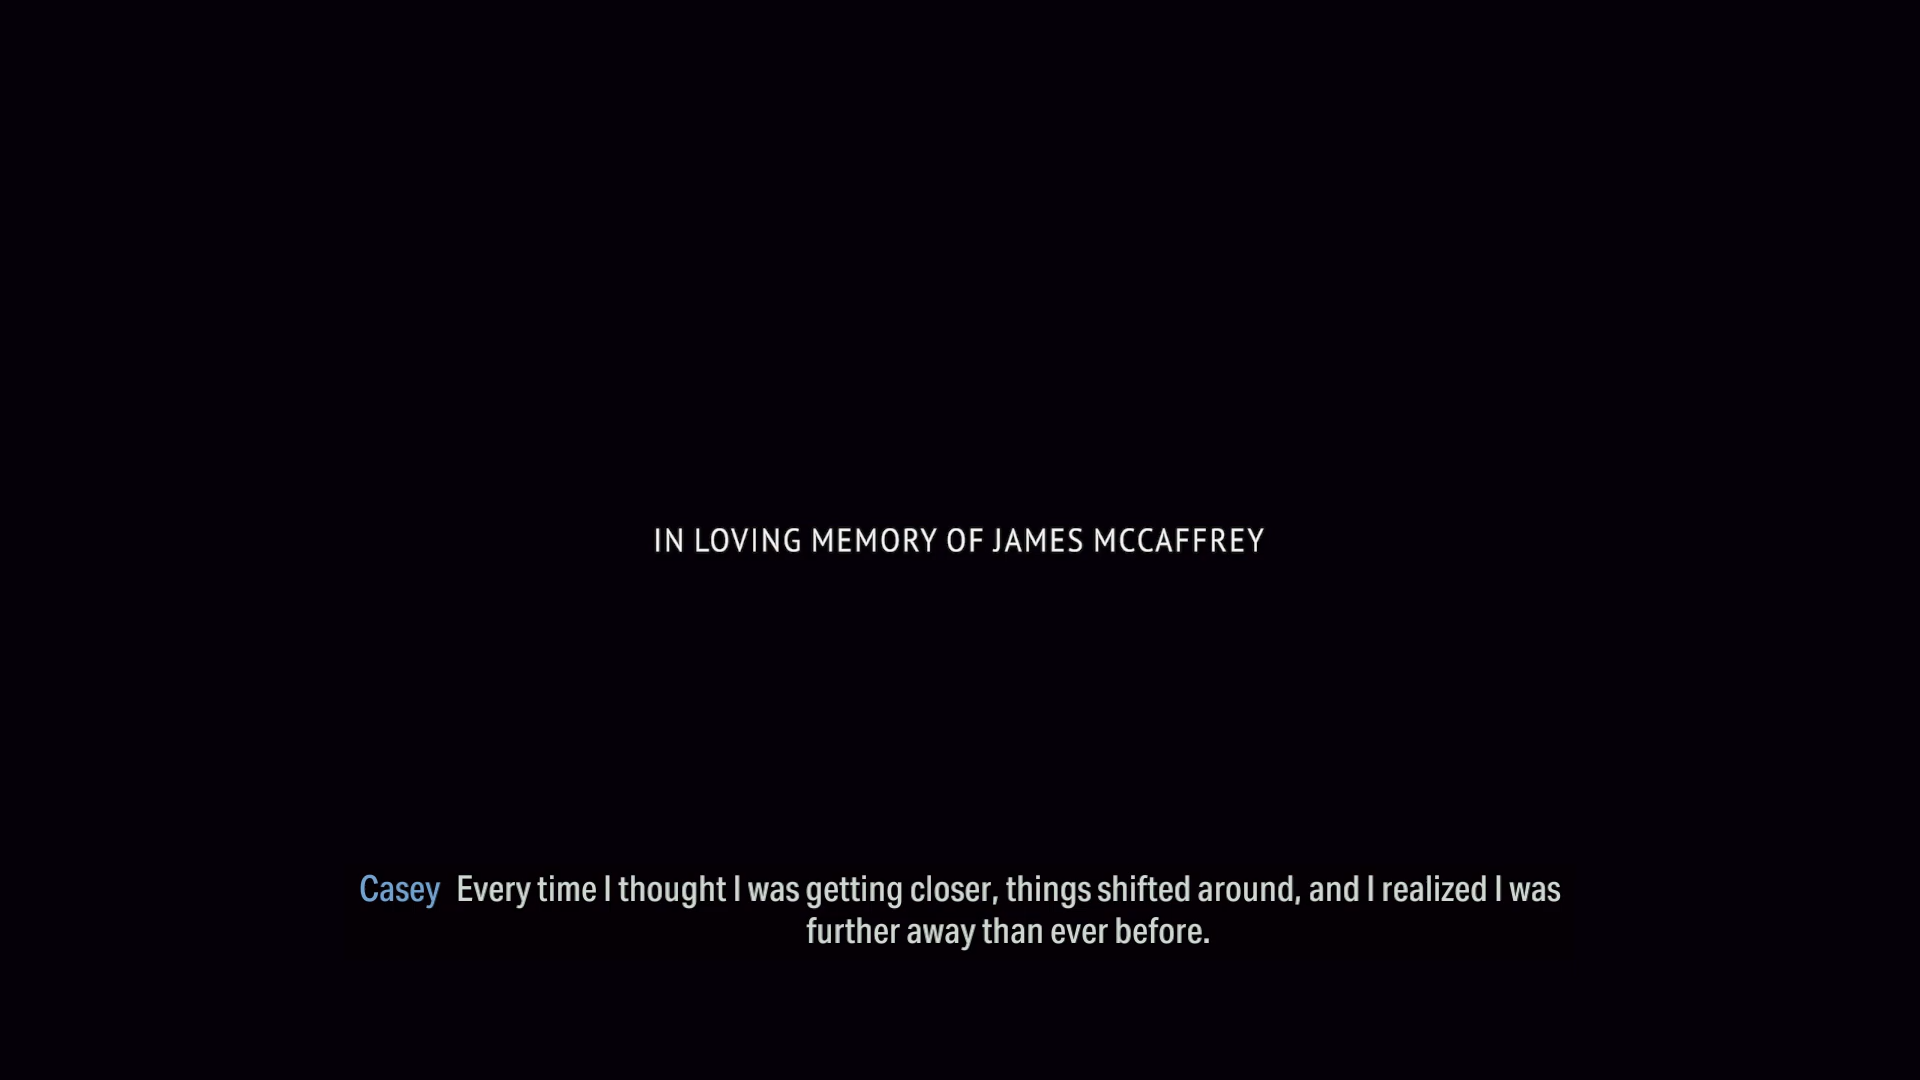 IN LOVING MEMORY OF JAMES MCCAFFREY
Casey Every time I thought I was getting closer, things shifted around, and I realized I was
further away than ever before.